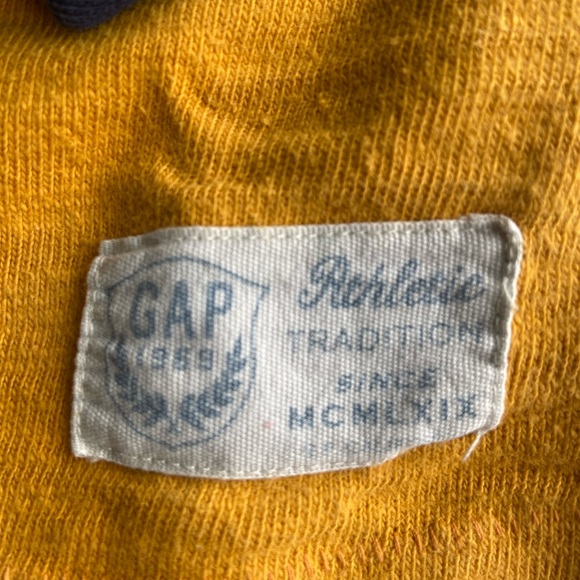 GAP
1969
Athletic
TRADITION
SINCE
MCMLXIX